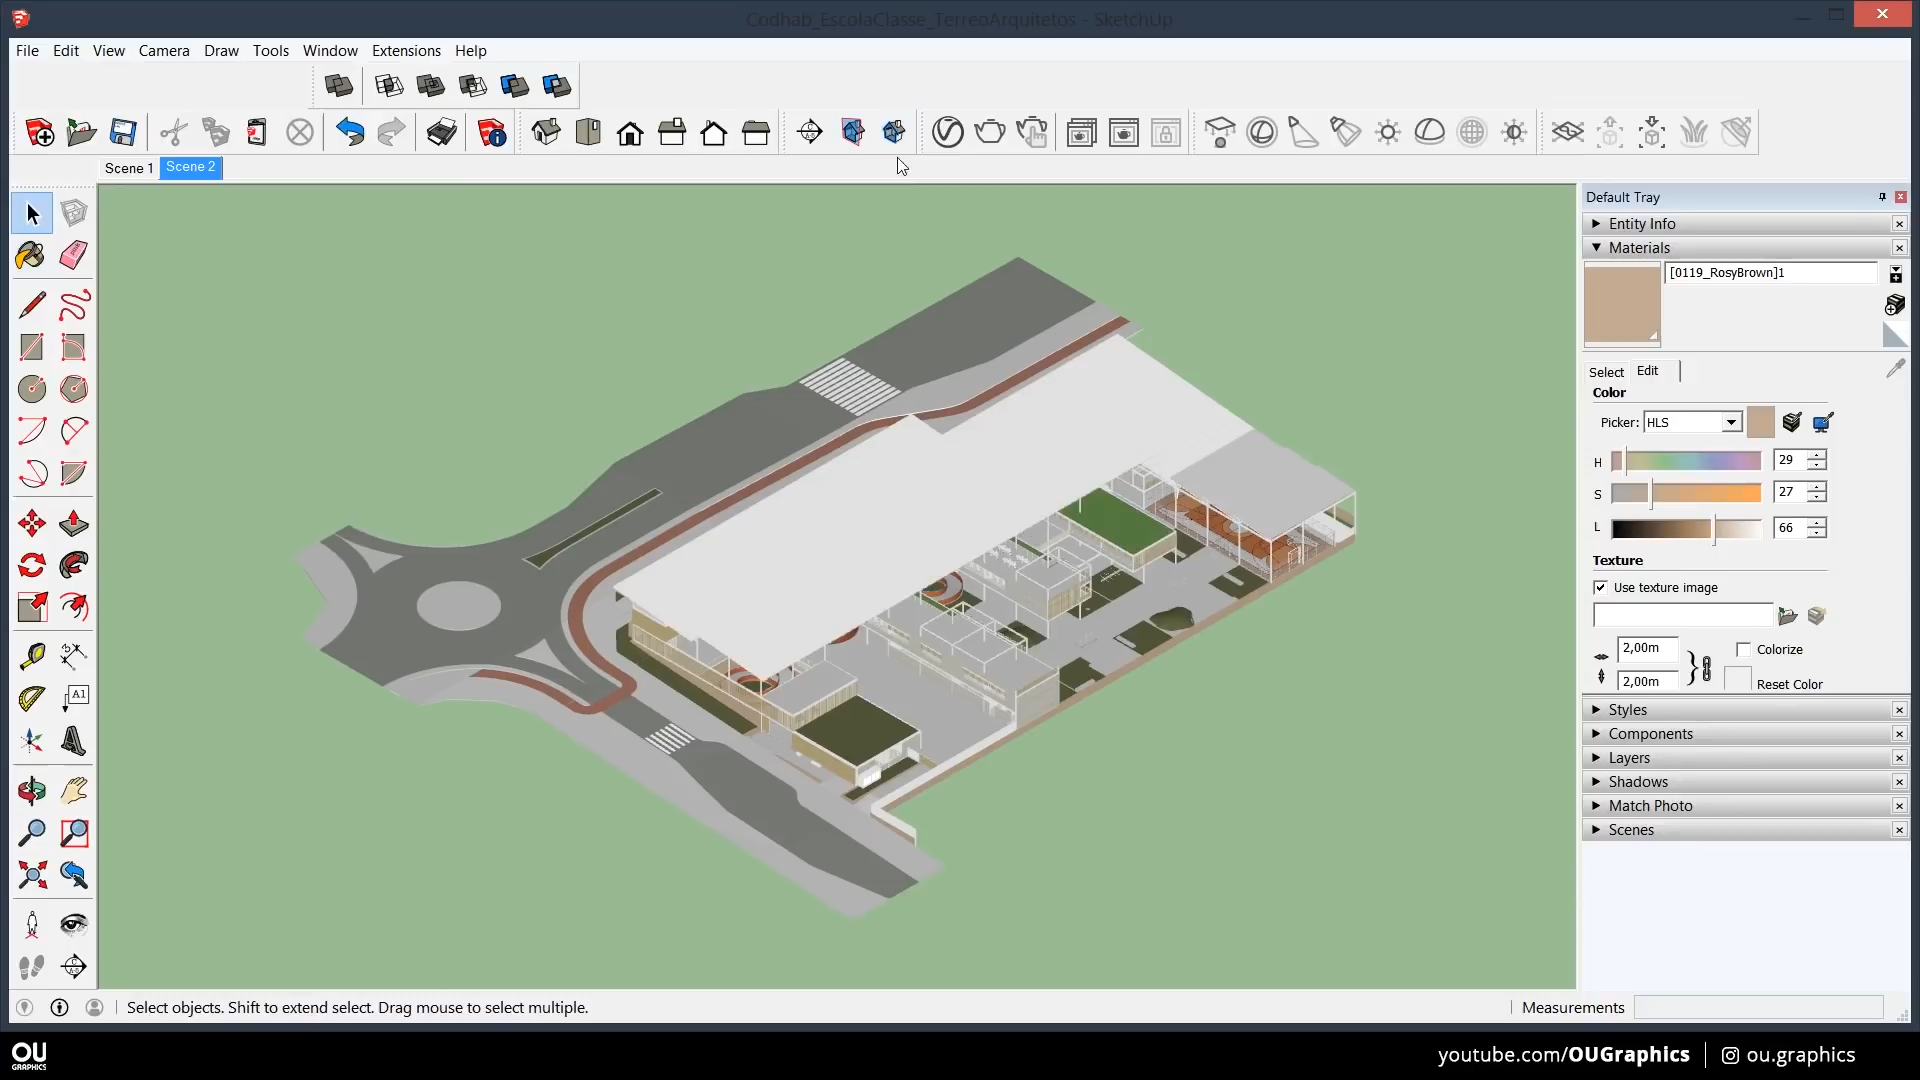 Codhab_EscolaClasse_TerreoArquitetos - SketchUp
File Edit View Camera Draw Tools Window Extensions Help
Scene 1 Scene 2
Default Tray
Entity Info
Materials
[0119_RosyBrown]1
Select Edit
Color
Picker: HLS
H 29
S 27
L 66
Texture
Use texture image
2,00m Colorize
2,00m Reset Color
Styles
Components
Layers
Shadows
Match Photo
Scenes
A1
Select objects. Shift to extend select. Drag mouse to select multiple.
Measurements
OU
GRAPHICS
youtube.com/OUGraphics
ou.graphics